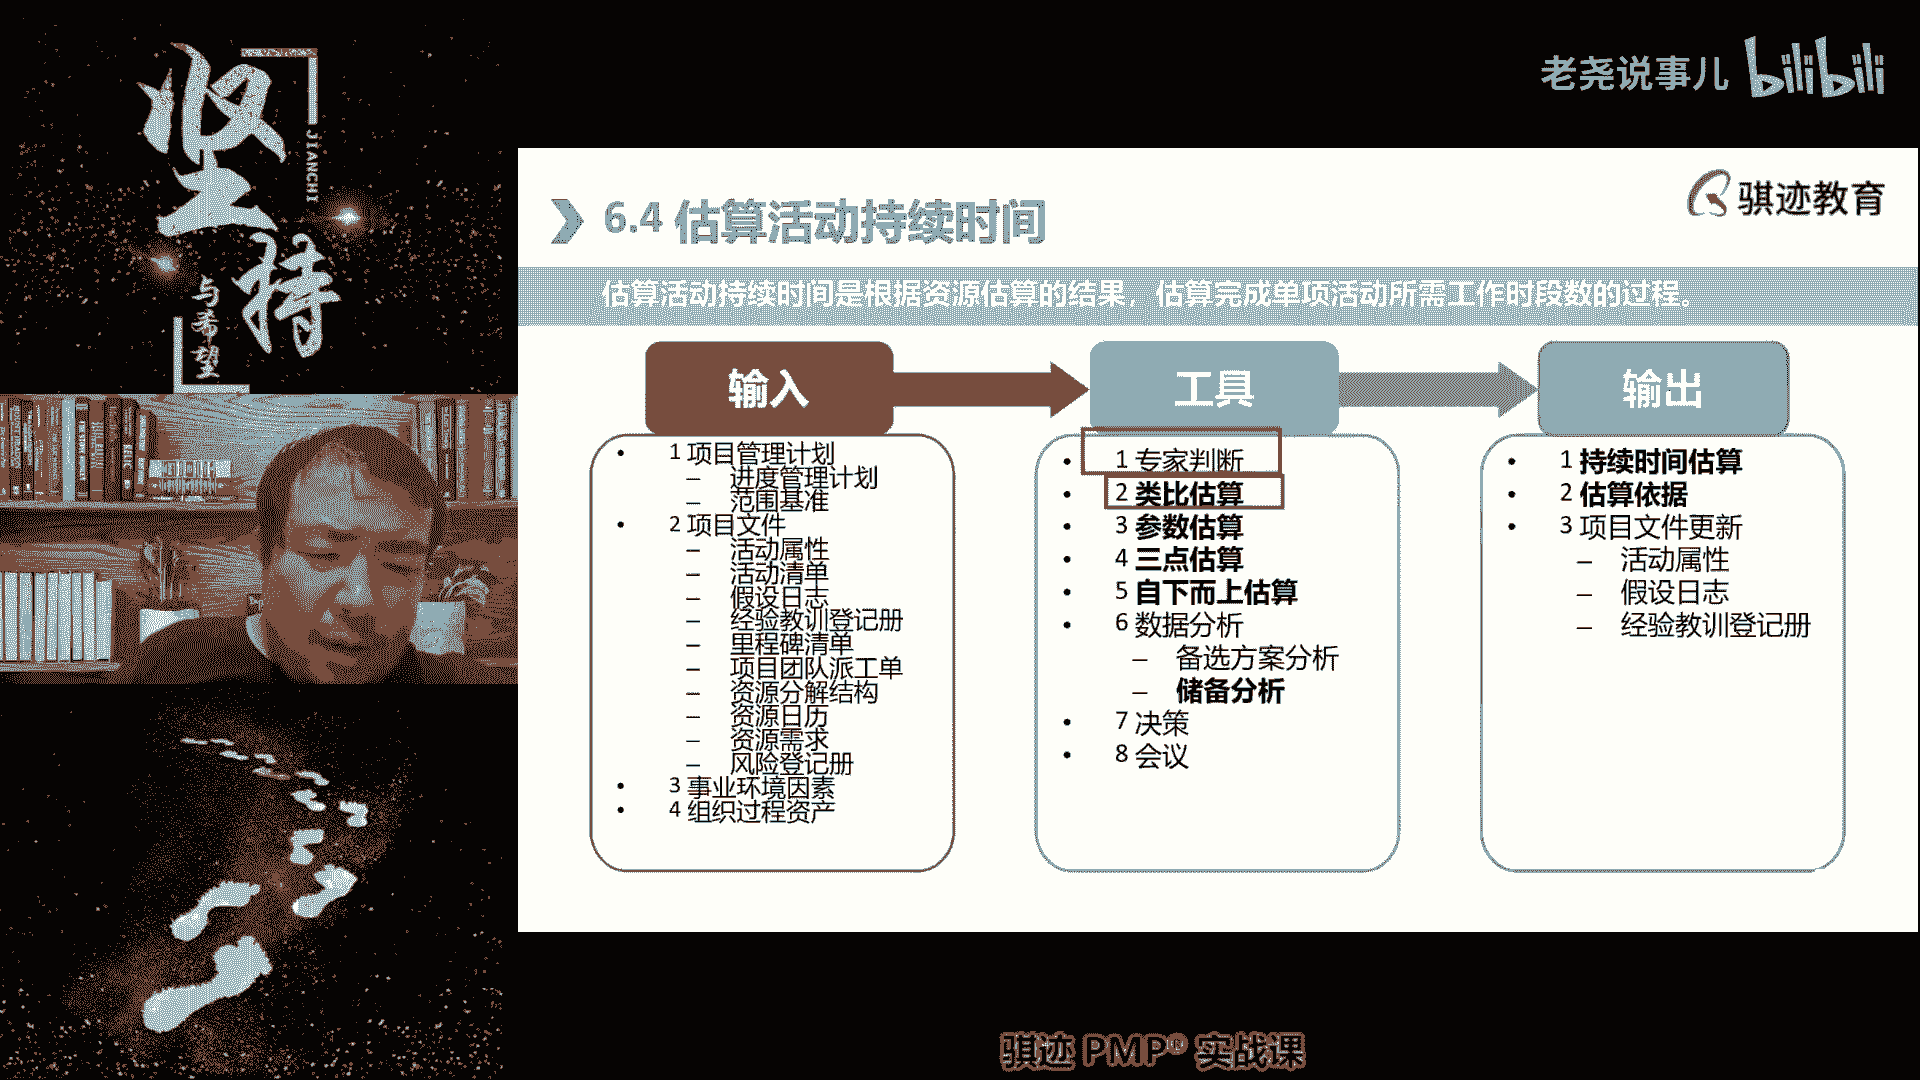 坚持
JIANCHI
与希望
老尧说事儿 bilibili
骐迹教育
6.4 估算活动持续时间
估算活动持续时间是根据资源估算的结果，估算完成单项活动所需工作时段数的过程。
输入
• 1 项目管理计划
– 进度管理计划
– 范围基准
• 2 项目文件
– 活动属性
– 活动清单
– 假设日志
– 经验教训登记册
– 里程碑清单
– 项目团队派工单
– 资源分解结构
– 资源日历
– 资源需求
– 风险登记册
• 3 事业环境因素
• 4 组织过程资产
工具
• 1 专家判断
• 2 类比估算
• 3 参数估算
• 4 三点估算
• 5 自下而上估算
• 6 数据分析
– 备选方案分析
– 储备分析
• 7 决策
• 8 会议
输出
• 1 持续时间估算
• 2 估算依据
• 3 项目文件更新
– 活动属性
– 假设日志
– 经验教训登记册
骐迹 PMP® 实战课